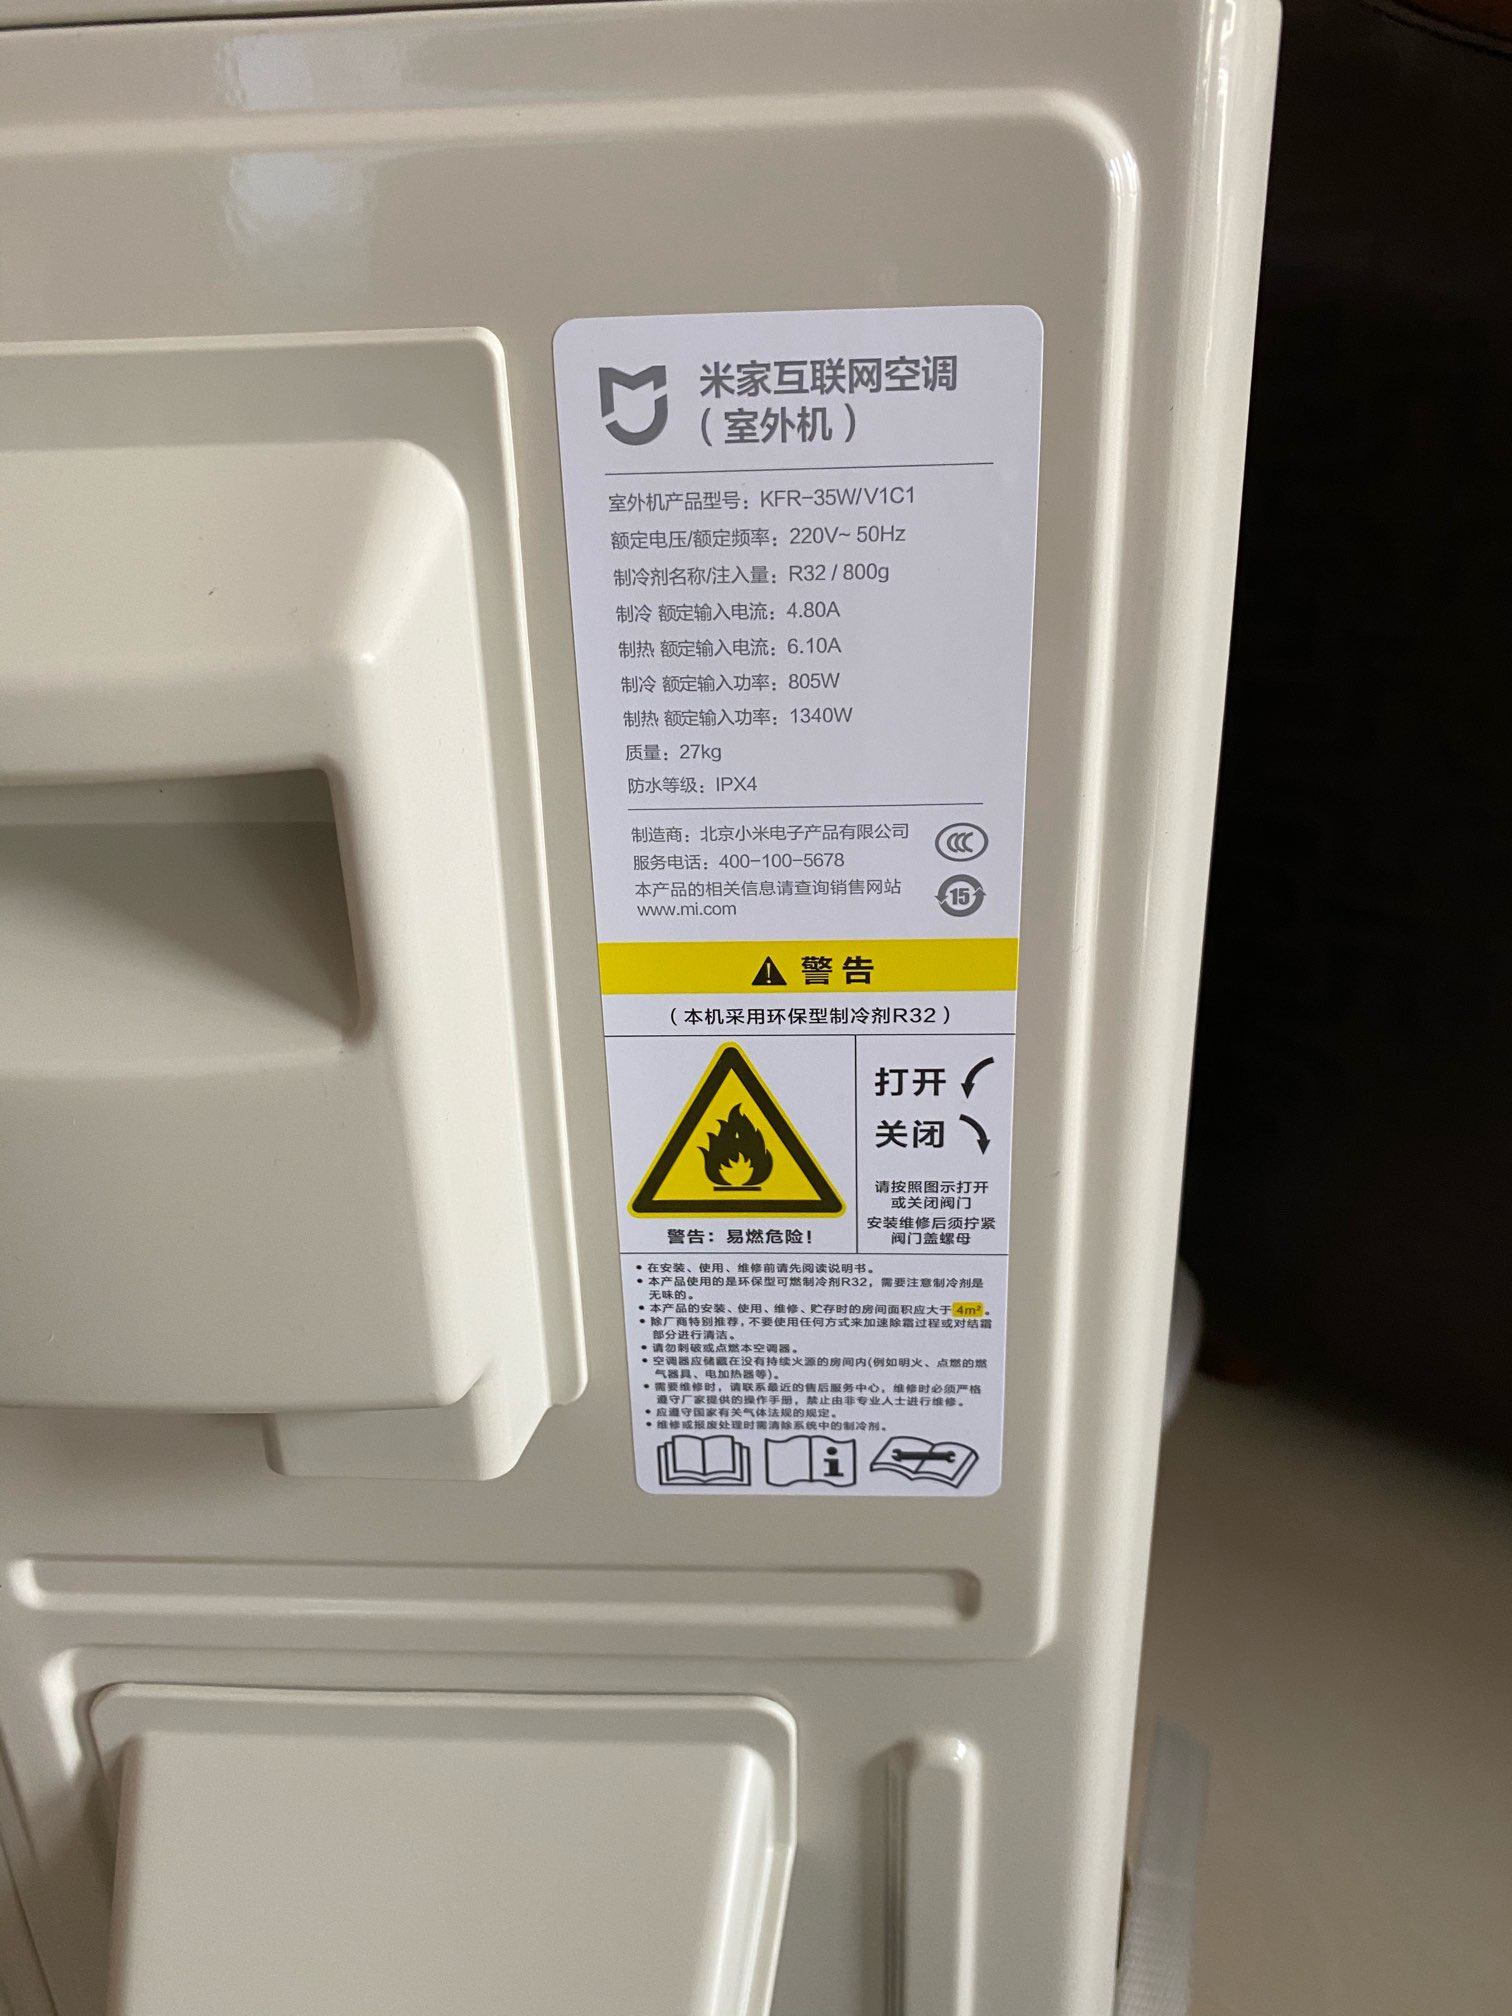 米家互联网空调
（室外机）
室外机产品型号：KFR-35W/V1C1
额定电压/额定频率：220V~ 50Hz
制冷剂名称/注入量：R32 / 800g
制冷 额定输入电流：4.80A
制热 额定输入电流：6.10A
制冷 额定输入功率：805W
制热 额定输入功率：1340W
质量：27kg
防水等级：IPX4
制造商：北京小米电子产品有限公司
服务电话：400-100-5678
本产品的相关信息请查询销售网站
www.mi.com
CCC
15
警告
（本机采用环保型制冷剂R32）
警告：易燃危险！
打开
关闭
请按照图示打开
或关闭阀门
安装维修后须拧紧
阀门盖螺母
• 在安装、使用、维修前请先阅读说明书。
• 本产品使用的是环保型可燃制冷剂R32，需要注意制冷剂是
无味的。
• 本产品的安装、使用、维修、贮存时的房间面积应大于4m²。
• 除厂商特别推荐，不要使用任何方式来加速除霜过程或对结霜
部分进行清洁。
• 请勿刺破或点燃本空调器。
• 空调器应储藏在没有持续火源的房间内(例如明火、点燃的燃
气器具、电加热器等)。
• 需要维修时，请联系最近的售后服务中心，维修时必须严格
遵守厂家提供的操作手册，禁止由非专业人士进行维修。
• 应遵守国家有关气体法规的规定。
• 维修或报废处理时需清除系统中的制冷剂。
i